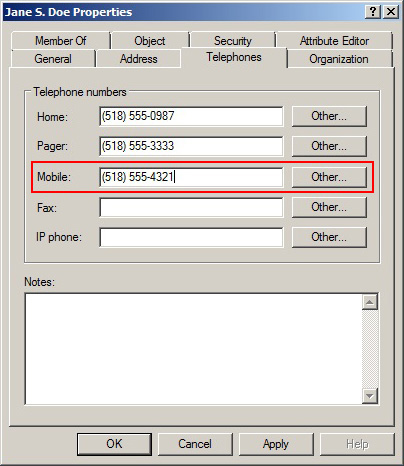 Jane S. Doe Properties
Member Of Object Security Attribute Editor
General Address Telephones Organization
Telephone numbers
Home: (518) 555-0987 Other...
Pager: (518) 555-3333 Other...
Mobile: (518) 555-4321 Other...
Fax: Other...
IP phone: Other...
Notes:
OK Cancel Apply Help